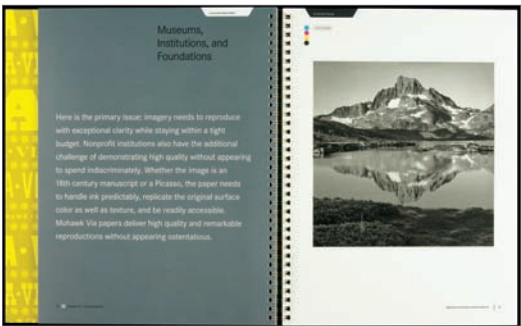 Museums,
Institutions, and
Foundations
Here is the primary issue: imagery needs to reproduce
with exceptional clarity while staying within a tight
budget. Nonprofit institutions also have the additional
challenge of demonstrating high quality without appearing
to spend indiscriminately. Whether the image is an
18th century manuscript or a Picasso, the paper needs
to handle ink predictably, replicate the original surface
color as well as texture, and be readily accessible.
Mohawk Via papers deliver high quality and remarkable
reproductions without appearing ostentatious.